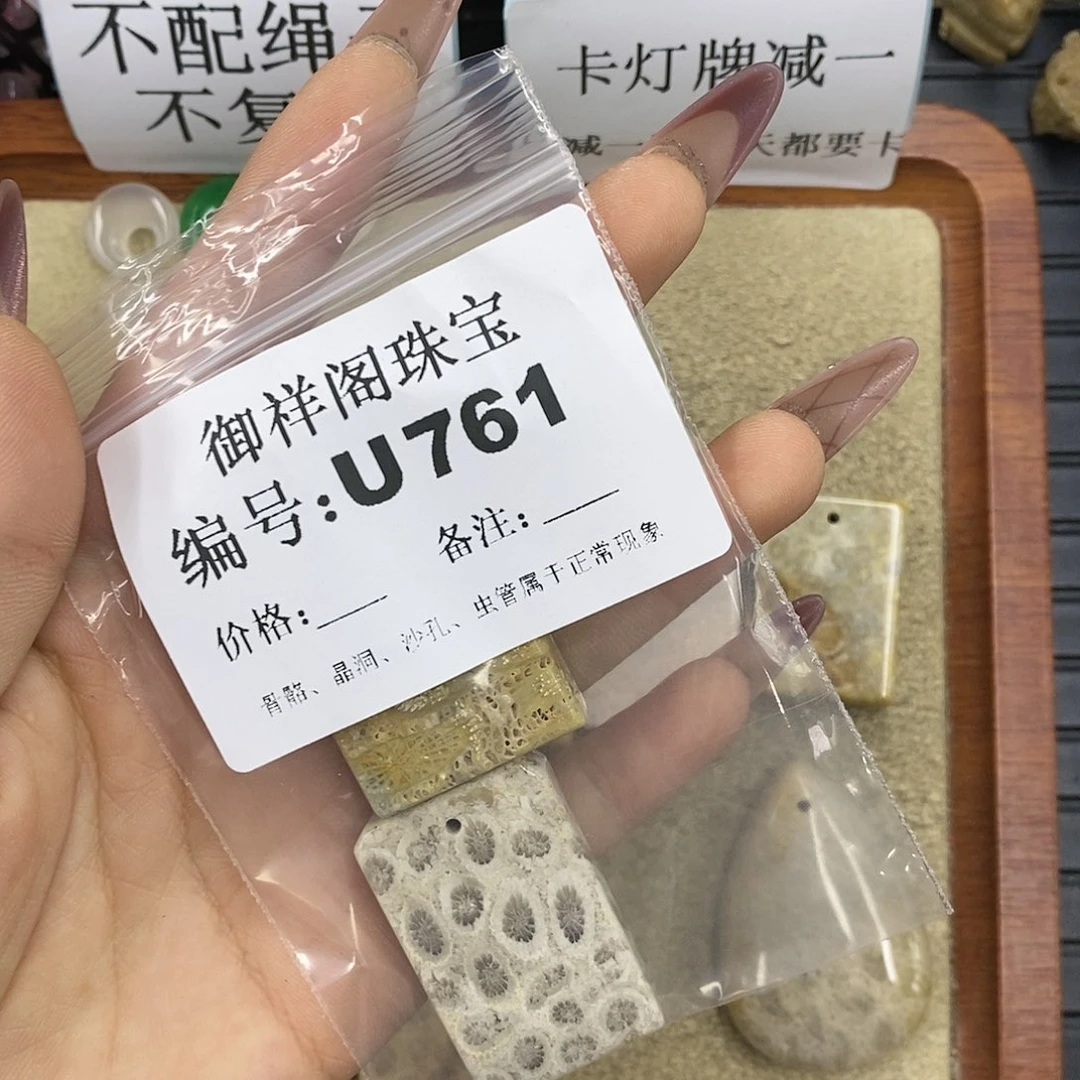 不配绳
不复
卡灯牌减一
减一
天都要卡
御祥阁珠宝
编号:U761
备注:
价格:
骨骼、晶洞、沙孔、虫管属于正常现象